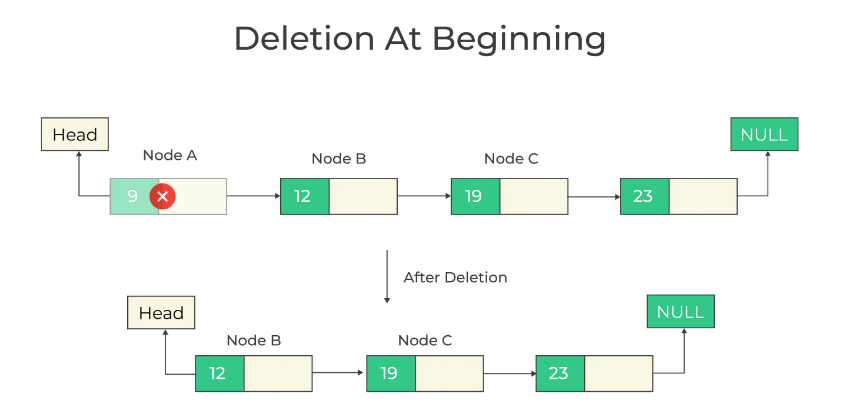 Deletion At Beginning
Head
NULL
Node A
Node B
Node C
9
12
19
23
After Deletion
Head
NULL
Node B
Node C
12
19
23